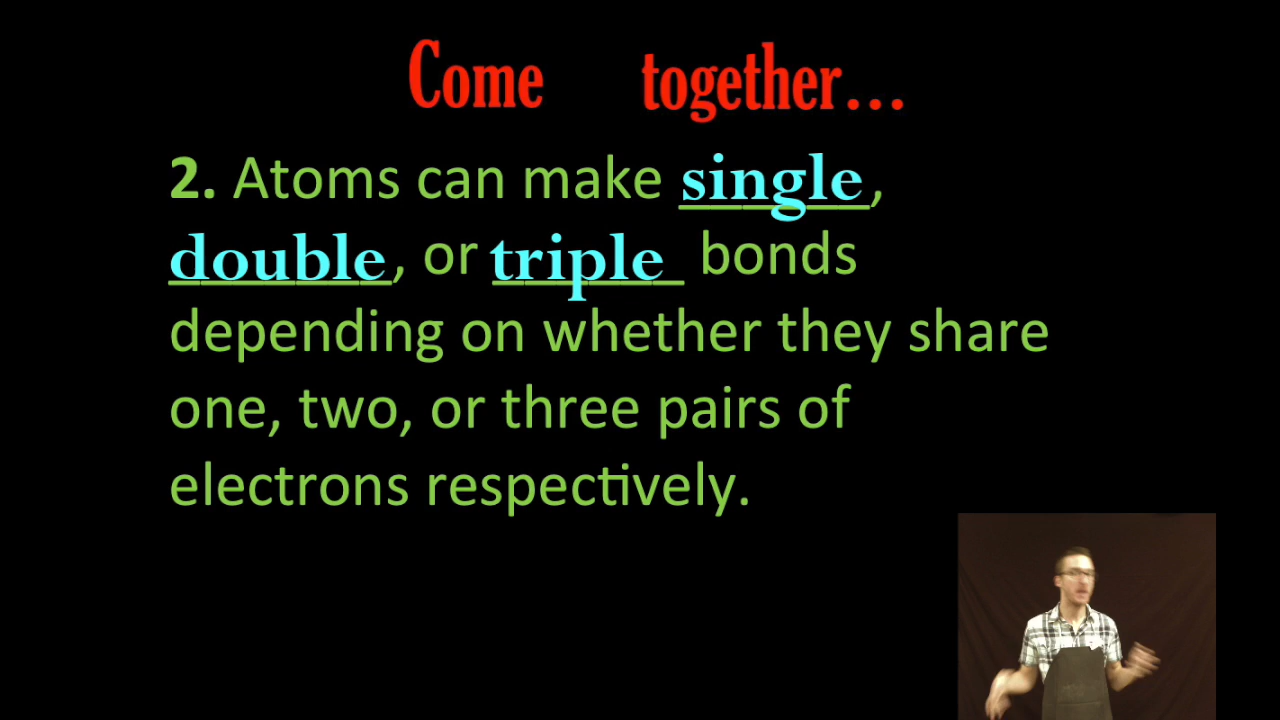 Come together...
2. Atoms can make single,
double, or triple bonds
depending on whether they share
one, two, or three pairs of
electrons respectively.